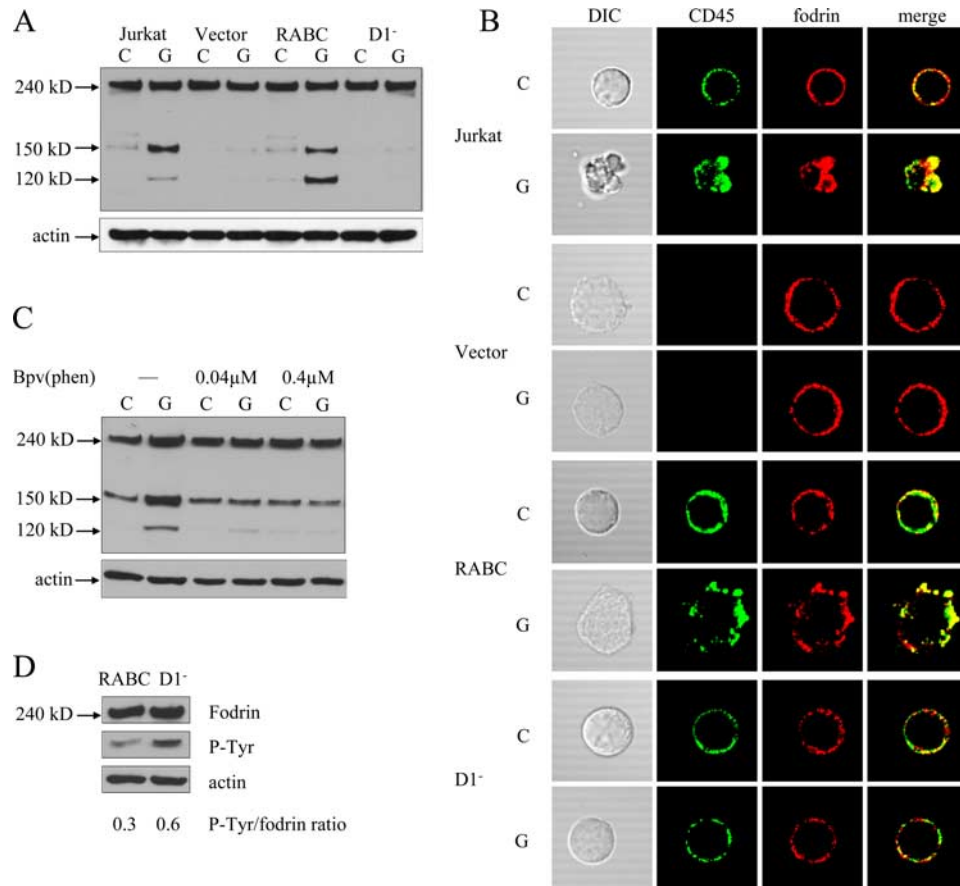 A
Jurkat Vector RABC D1-
C G C G C G C G
240 kD
150 kD
120 kD
actin
C
Bpv(phen) — 0.04µM 0.4µM
C G C G C G
240 kD
150 kD
120 kD
actin
D
RABC D1-
240 kD Fodrin
P-Tyr
actin
0.3 0.6 P-Tyr/fodrin ratio
B
DIC CD45 fodrin merge
C
Jurkat
G
C
Vector
G
C
RABC
G
C
D1-
G